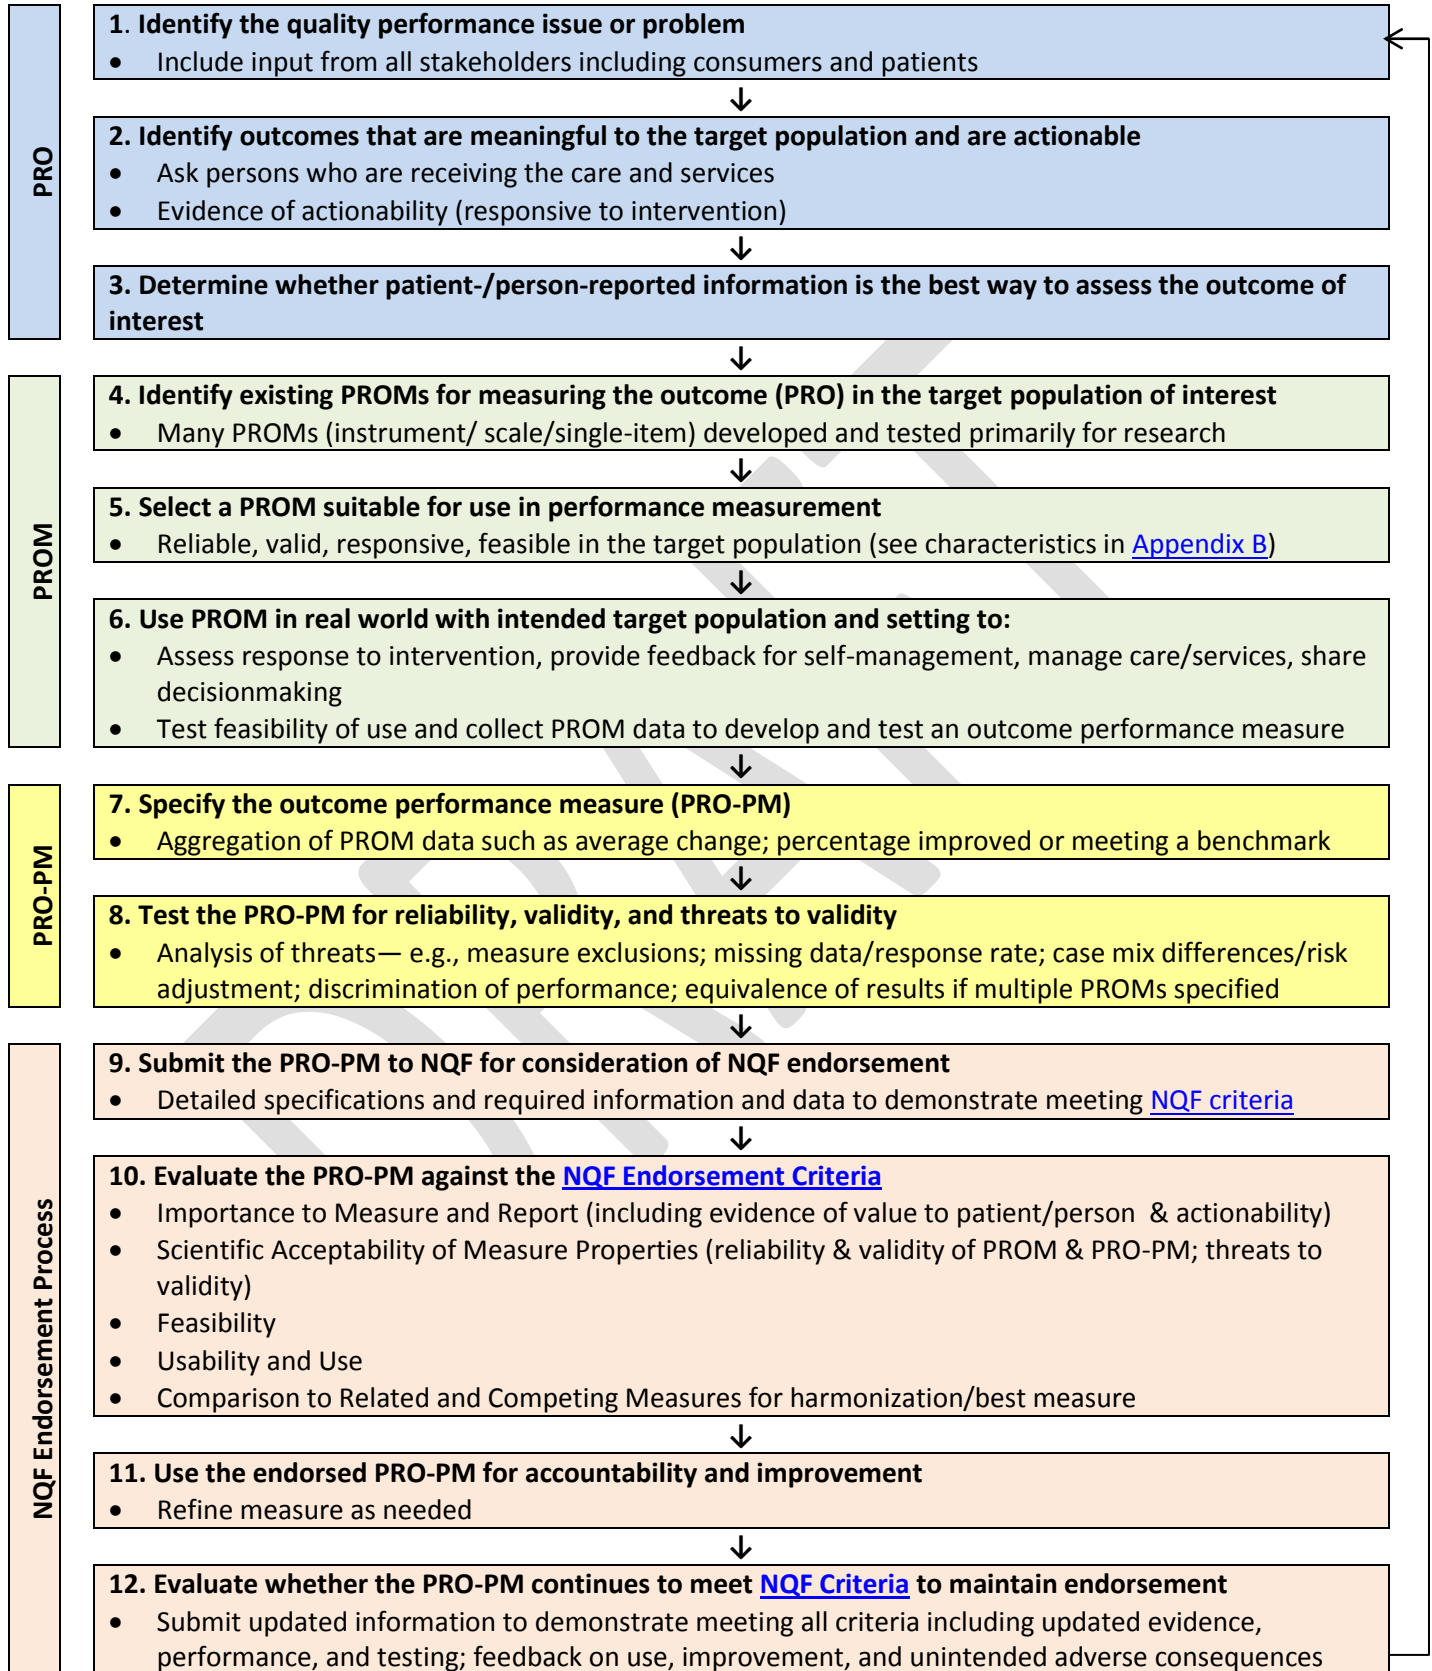 PRO
1. Identify the quality performance issue or problem
• Include input from all stakeholders including consumers and patients
↓
2. Identify outcomes that are meaningful to the target population and are actionable
• Ask persons who are receiving the care and services
• Evidence of actionability (responsive to intervention)
↓
3. Determine whether patient-/person-reported information is the best way to assess the outcome of
interest
↓
PROM
4. Identify existing PROMs for measuring the outcome (PRO) in the target population of interest
• Many PROMs (instrument/ scale/single-item) developed and tested primarily for research
↓
5. Select a PROM suitable for use in performance measurement
• Reliable, valid, responsive, feasible in the target population (see characteristics in Appendix B)
↓
6. Use PROM in real world with intended target population and setting to:
• Assess response to intervention, provide feedback for self-management, manage care/services, share
decisionmaking
• Test feasibility of use and collect PROM data to develop and test an outcome performance measure
↓
PRO-PM
7. Specify the outcome performance measure (PRO-PM)
• Aggregation of PROM data such as average change; percentage improved or meeting a benchmark
↓
8. Test the PRO-PM for reliability, validity, and threats to validity
• Analysis of threats— e.g., measure exclusions; missing data/response rate; case mix differences/risk
adjustment; discrimination of performance; equivalence of results if multiple PROMs specified
↓
NQF Endorsement Process
9. Submit the PRO-PM to NQF for consideration of NQF endorsement
• Detailed specifications and required information and data to demonstrate meeting NQF criteria
↓
10. Evaluate the PRO-PM against the NQF Endorsement Criteria
• Importance to Measure and Report (including evidence of value to patient/person & actionability)
• Scientific Acceptability of Measure Properties (reliability & validity of PROM & PRO-PM; threats to
validity)
• Feasibility
• Usability and Use
• Comparison to Related and Competing Measures for harmonization/best measure
↓
11. Use the endorsed PRO-PM for accountability and improvement
• Refine measure as needed
↓
12. Evaluate whether the PRO-PM continues to meet NQF Criteria to maintain endorsement
• Submit updated information to demonstrate meeting all criteria including updated evidence,
performance, and testing; feedback on use, improvement, and unintended adverse consequences
DRAFT